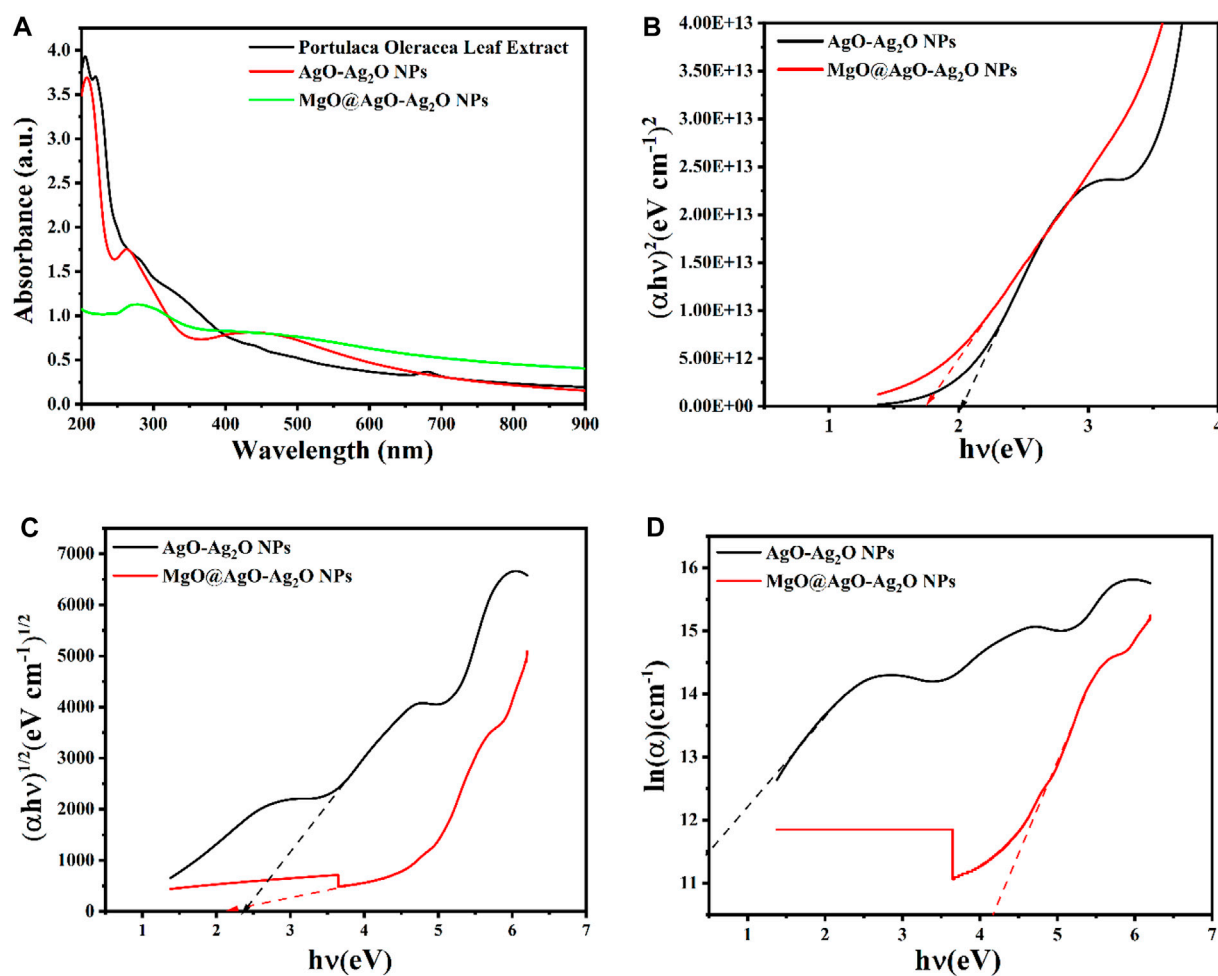 A
Portulaca Oleracea Leaf Extract
AgO-Ag₂O NPs
MgO@AgO-Ag₂O NPs
Absorbance (a.u.)
4.0
3.5
3.0
2.5
2.0
1.5
1.0
0.5
0.0
200 300 400 500 600 700 800 900
Wavelength (nm)
B
AgO-Ag₂O NPs
MgO@AgO-Ag₂O NPs
(αhν)²(eV cm⁻¹)²
4.00E+13
3.50E+13
3.00E+13
2.50E+13
2.00E+13
1.50E+13
1.00E+13
5.00E+12
0.00E+00
1 2 3 4
hν(eV)
C
AgO-Ag₂O NPs
MgO@AgO-Ag₂O NPs
(αhν)¹/²(eV cm⁻¹)¹/²
7000
6000
5000
4000
3000
2000
1000
0
1 2 3 4 5 6 7
hν(eV)
D
AgO-Ag₂O NPs
MgO@AgO-Ag₂O NPs
ln(α)(cm⁻¹)
16
15
14
13
12
11
1 2 3 4 5 6 7
hν(eV)